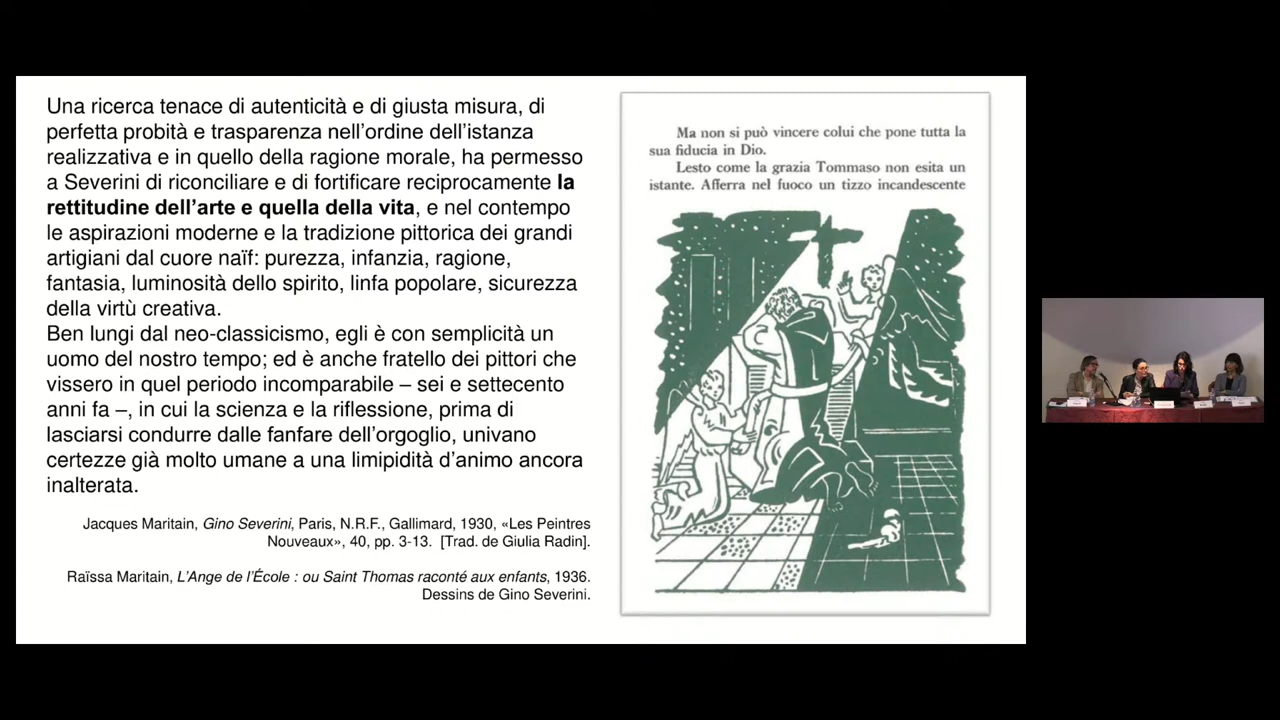 Una ricerca tenace di autenticità e di giusta misura, di
perfetta probità e trasparenza nell'ordine dell'istanza
realizzativa e in quello della ragione morale, ha permesso
a Severini di riconciliare e di fortificare reciprocamente la
rettitudine dell'arte e quella della vita, e nel contempo
le aspirazioni moderne e la tradizione pittorica dei grandi
artigiani dal cuore naïf: purezza, infanzia, ragione,
fantasia, luminosità dello spirito, linfa popolare, sicurezza
della virtù creativa.
Ben lungi dal neo-classicismo, egli è con semplicità un
uomo del nostro tempo; ed è anche fratello dei pittori che
vissero in quel periodo incomparabile – sei e settecento
anni fa –, in cui la scienza e la riflessione, prima di
lasciarsi condurre dalle fanfare dell'orgoglio, univano
certezze già molto umane a una limipidità d'animo ancora
inalterata.
Jacques Maritain, Gino Severini, Paris, N.R.F., Gallimard, 1930, «Les Peintres
Nouveaux», 40, pp. 3-13. [Trad. de Giulia Radin].
Raïssa Maritain, L'Ange de l'École : ou Saint Thomas raconté aux enfants, 1936.
Dessins de Gino Severini.
Ma non si può vincere colui che pone tutta la
sua fiducia in Dio.
Lesto come la grazia Tommaso non esita un
istante. Afferra nel fuoco un tizzo incandescente